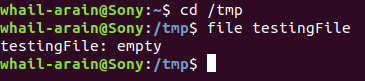 whail-arain@Sony:~$ cd /tmp
whail-arain@Sony:/tmp$ file testingFile
testingFile: empty
whail-arain@Sony:/tmp$